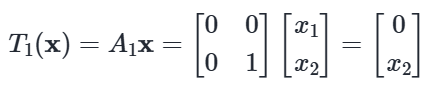 T₁(𝐱) = A₁𝐱 = [0 0; 0 1] [x₁; x₂] = [0; x₂]